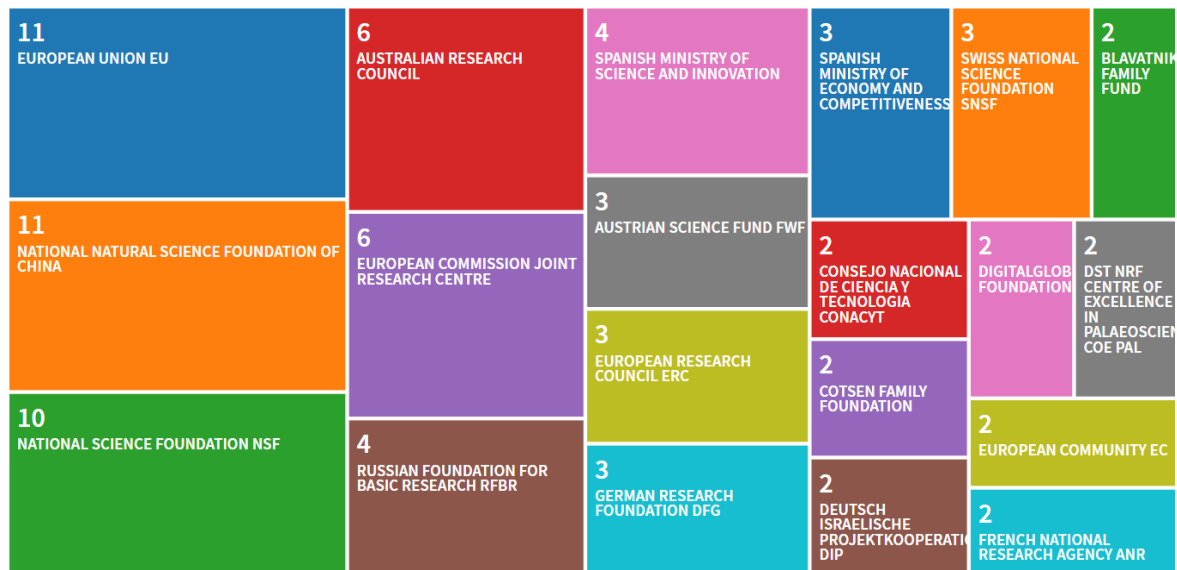 11
EUROPEAN UNION EU
11
NATIONAL NATURAL SCIENCE FOUNDATION OF
CHINA
10
NATIONAL SCIENCE FOUNDATION NSF
6
AUSTRALIAN RESEARCH
COUNCIL
6
EUROPEAN COMMISSION JOINT
RESEARCH CENTRE
4
RUSSIAN FOUNDATION FOR
BASIC RESEARCH RFBR
4
SPANISH MINISTRY OF
SCIENCE AND INNOVATION
3
AUSTRIAN SCIENCE FUND FWF
3
EUROPEAN RESEARCH
COUNCIL ERC
3
GERMAN RESEARCH
FOUNDATION DFG
3
SPANISH
MINISTRY OF
ECONOMY AND
COMPETITIVENESS
3
SWISS NATIONAL
SCIENCE
FOUNDATION
SNSF
2
BLAVATNIK
FAMILY
FUND
2
CONSEJO NACIONAL
DE CIENCIA Y
TECNOLOGIA
CONACYT
2
COTSEN FAMILY
FOUNDATION
2
DEUTSCH
ISRAELISCHE
PROJEKTKOOPERATIO
DIP
2
DIGITALGLOB
FOUNDATION
2
DST NRF
CENTRE OF
EXCELLENCE
IN
PALAEOSCIEN
COE PAL
2
EUROPEAN COMMUNITY EC
2
FRENCH NATIONAL
RESEARCH AGENCY ANR